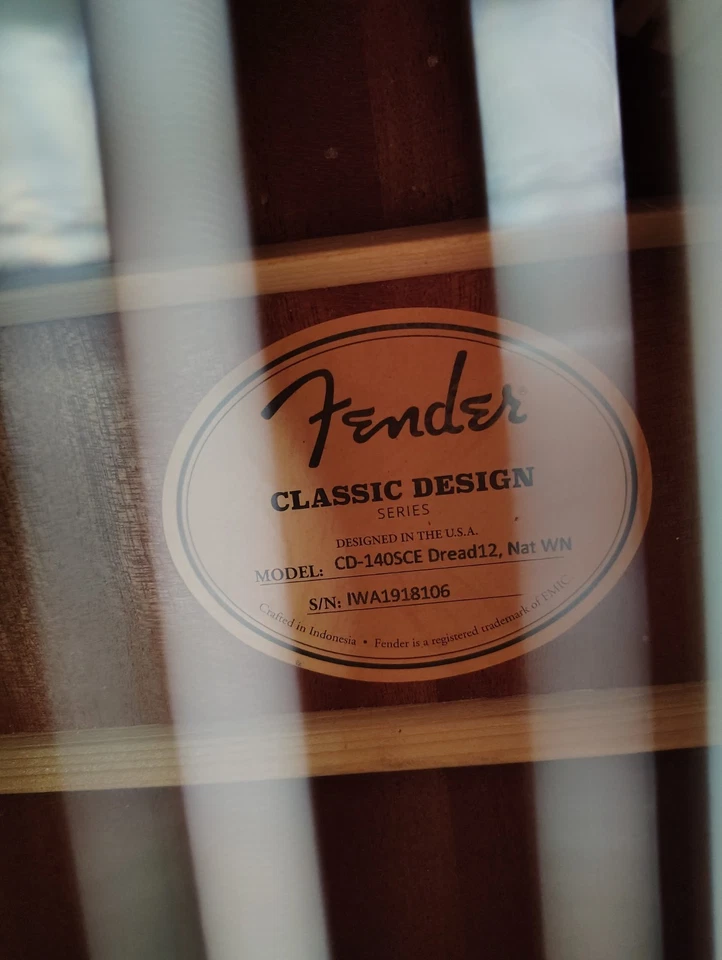 Fender®
CLASSIC DESIGN
SERIES
DESIGNED IN THE U.S.A.
MODEL: CD-140SCE Dread12, Nat WN
S/N: IWA1918106
Crafted in Indonesia • Fender is a registered trademark of FMIC